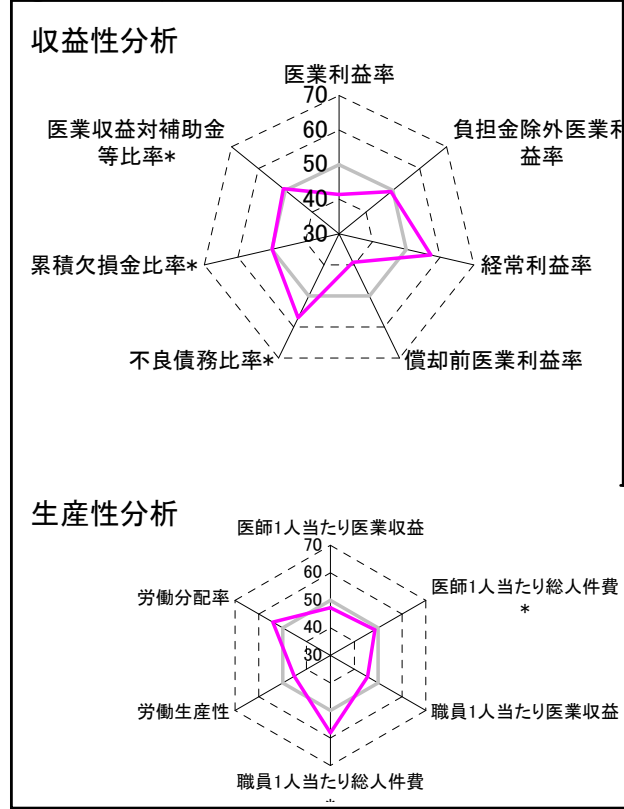 収益性分析
医業利益率
70
60
50
40
30
負担金除外医業利
益率
経常利益率
償却前医業利益率
不良債務比率*
累積欠損金比率*
医業収益対補助金
等比率*
生産性分析
医師1人当たり医業収益
70
60
50
40
30
医師1人当たり総人件費
*
職員1人当たり医業収益
職員1人当たり総人件費
*
労働生産性
労働分配率